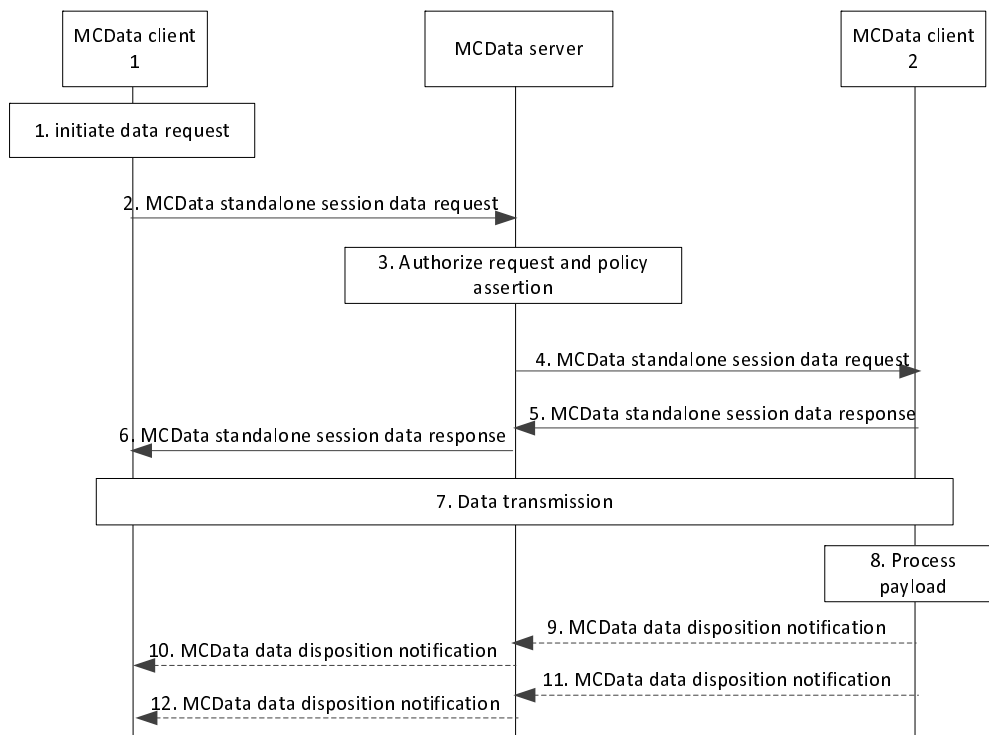 MCData client
1
MCData server
MCData client
2
1. initiate data request
2. MCData standalone session data request
3. Authorize request and policy
assertion
4. MCData standalone session data request
5. MCData standalone session data response
6. MCData standalone session data response
7. Data transmission
8. Process
payload
9. MCData data disposition notification
10. MCData data disposition notification
11. MCData data disposition notification
12. MCData data disposition notification